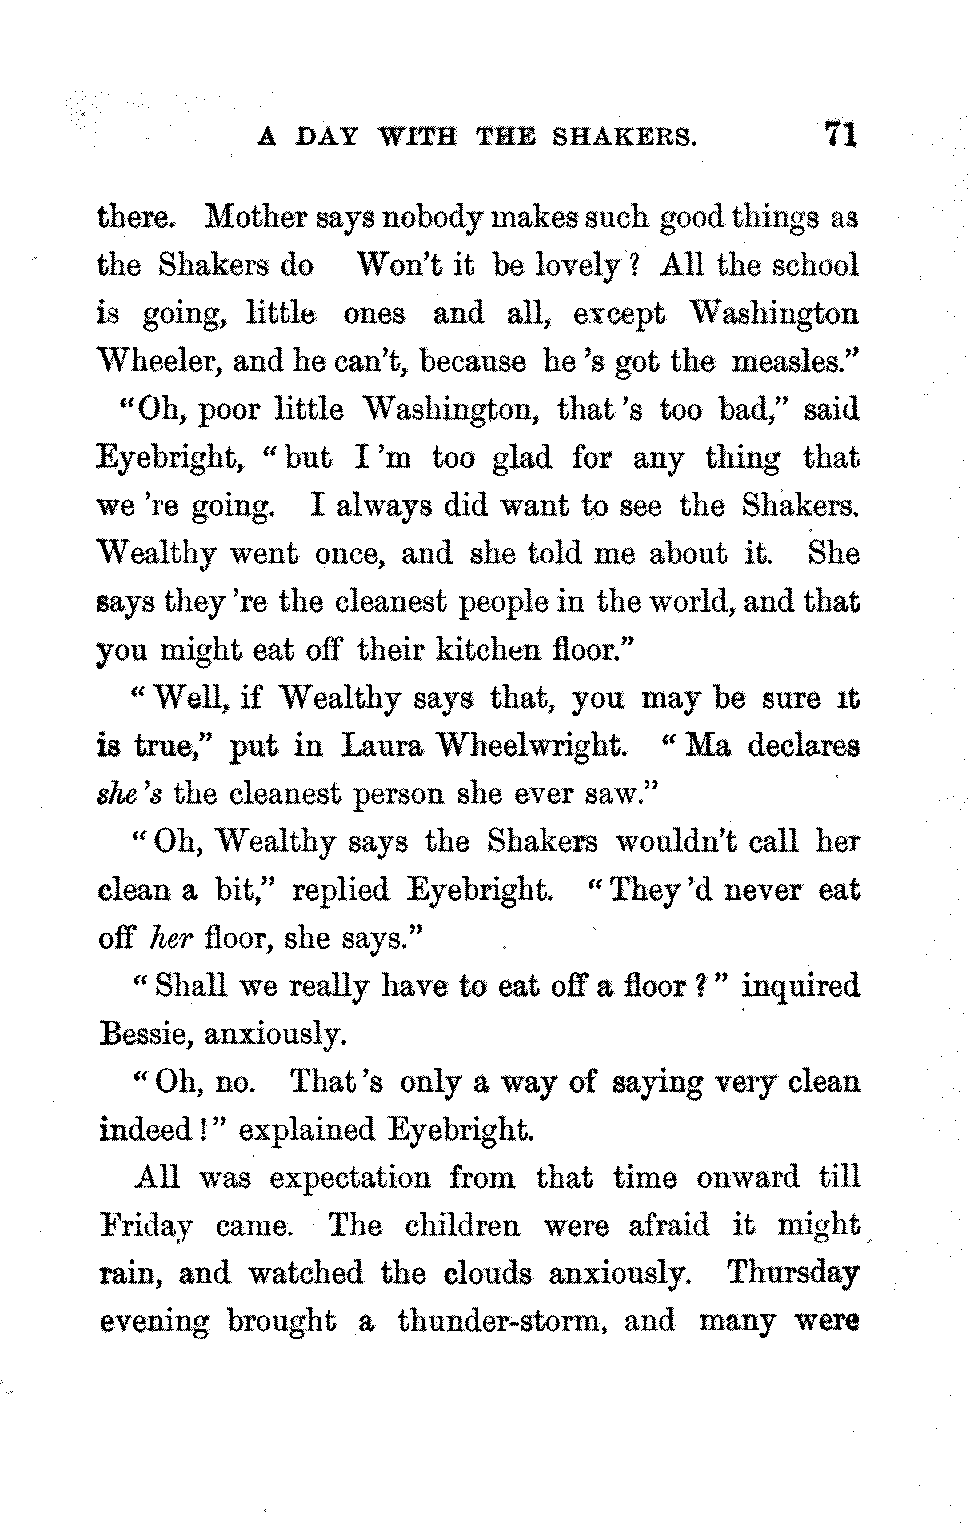 A DAY WITH THE SHAKERS. 71
there. Mother says nobody makes such good things as
the Shakers do Won't it be lovely? All the school
is going, little ones and all, except Washington
Wheeler, and he can't, because he 's got the measles."
"Oh, poor little Washington, that 's too bad," said
Eyebright, "but I 'm too glad for any thing that
we 're going. I always did want to see the Shakers.
Wealthy went once, and she told me about it. She
says they 're the cleanest people in the world, and that
you might eat off their kitchen floor."
"Well, if Wealthy says that, you may be sure it
is true," put in Laura Wheelwright. "Ma declares
she 's the cleanest person she ever saw."
"Oh, Wealthy says the Shakers wouldn't call her
clean a bit," replied Eyebright. "They 'd never eat
off her floor, she says."
"Shall we really have to eat off a floor?" inquired
Bessie, anxiously.
"Oh, no. That 's only a way of saying very clean
indeed!" explained Eyebright.
All was expectation from that time onward till
Friday came. The children were afraid it might
rain, and watched the clouds anxiously. Thursday
evening brought a thunder-storm, and many were